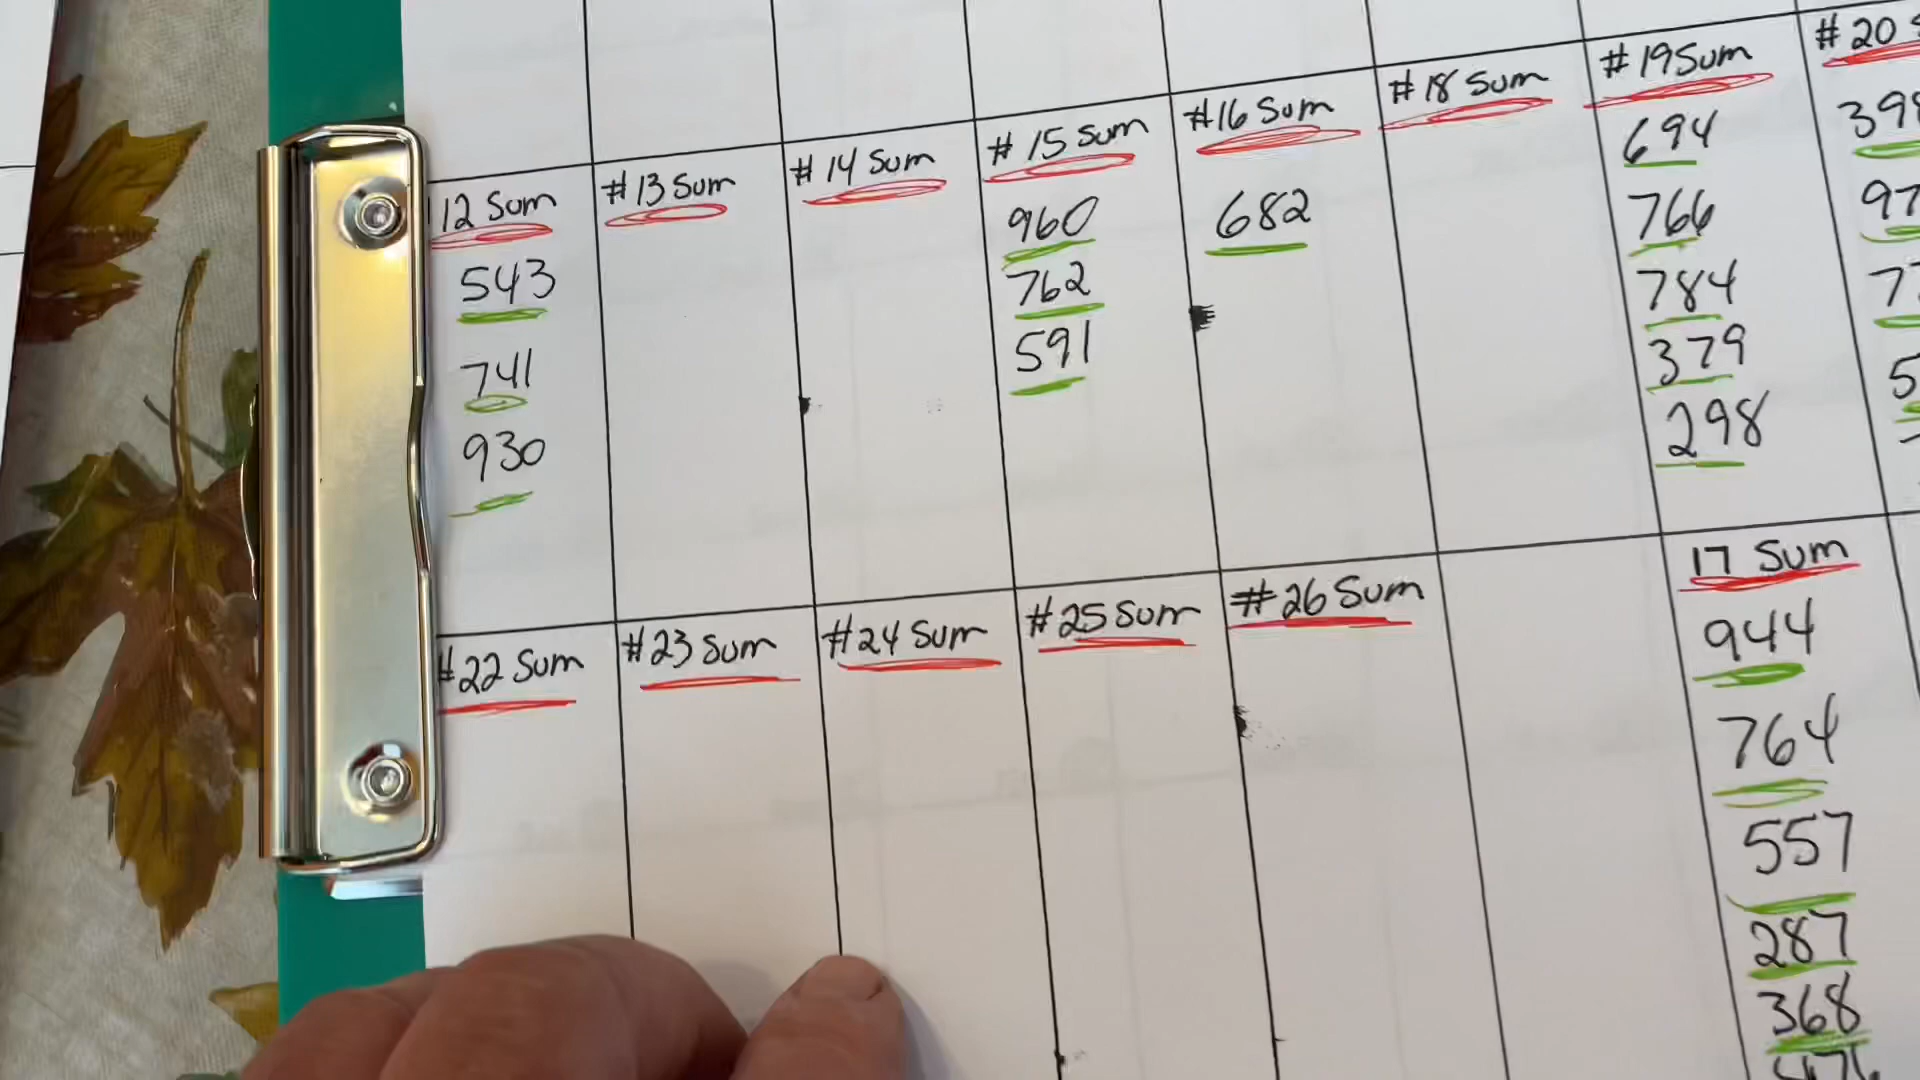 12 Sum
543
741
930
#13 Sum
#14 Sum
#15 Sum
960
762
591
#16 Sum
682
#18 Sum
#19 Sum
694
766
784
379
298
#20
#22 Sum
#23 Sum
#24 Sum
#25 Sum
#26 Sum
17 Sum
944
764
557
287
368